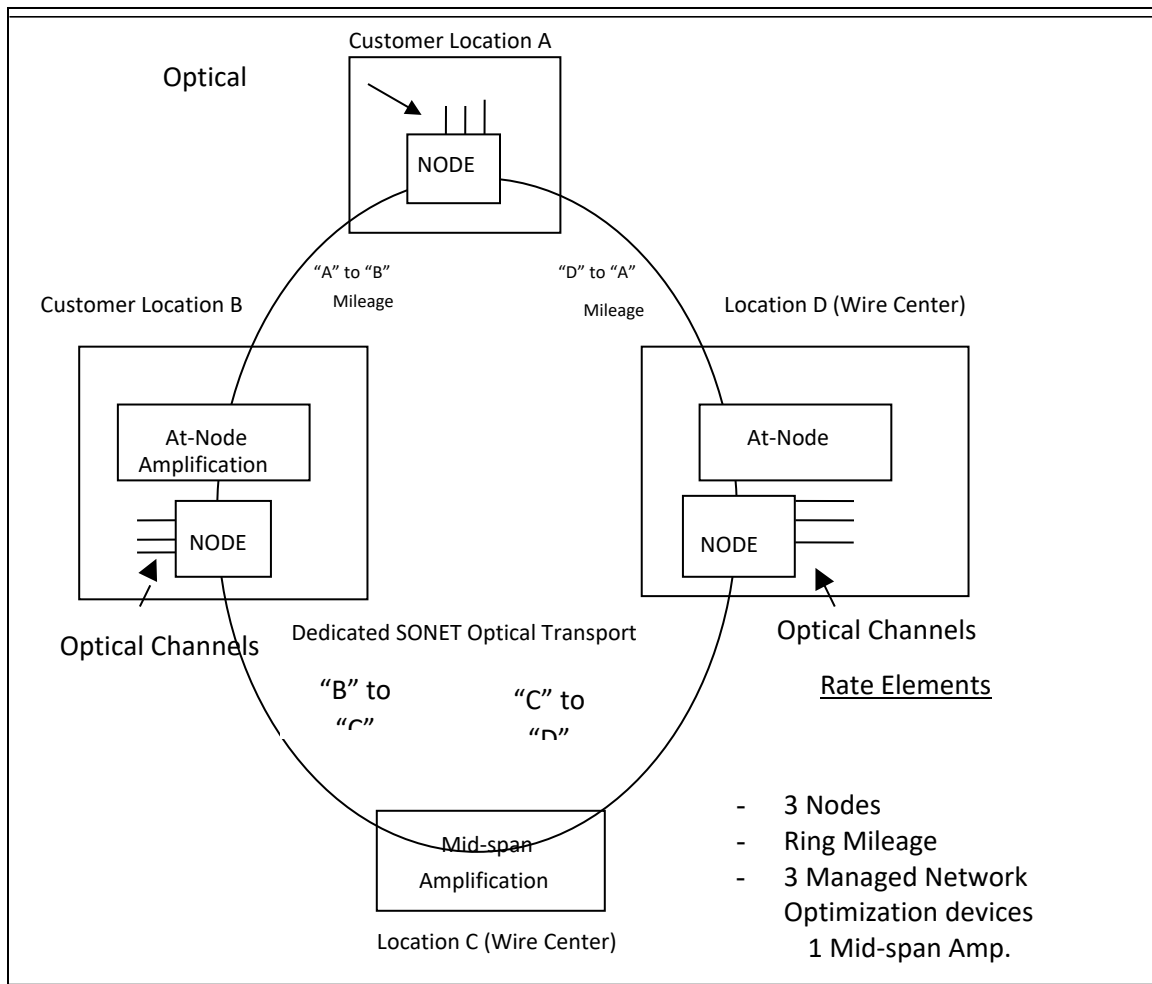 Customer Location A
Optical
NODE
“A” to “B”
Mileage
“D” to “A”
Mileage
Customer Location B
Location D (Wire Center)
At-Node
Amplification
At-Node
NODE
NODE
Optical Channels
Dedicated SONET Optical Transport
Optical Channels
“B” to
“C”
“C” to
“D”
Rate Elements
Mid-span
Amplification
Location C (Wire Center)
- 3 Nodes
- Ring Mileage
- 3 Managed Network
Optimization devices
1 Mid-span Amp.